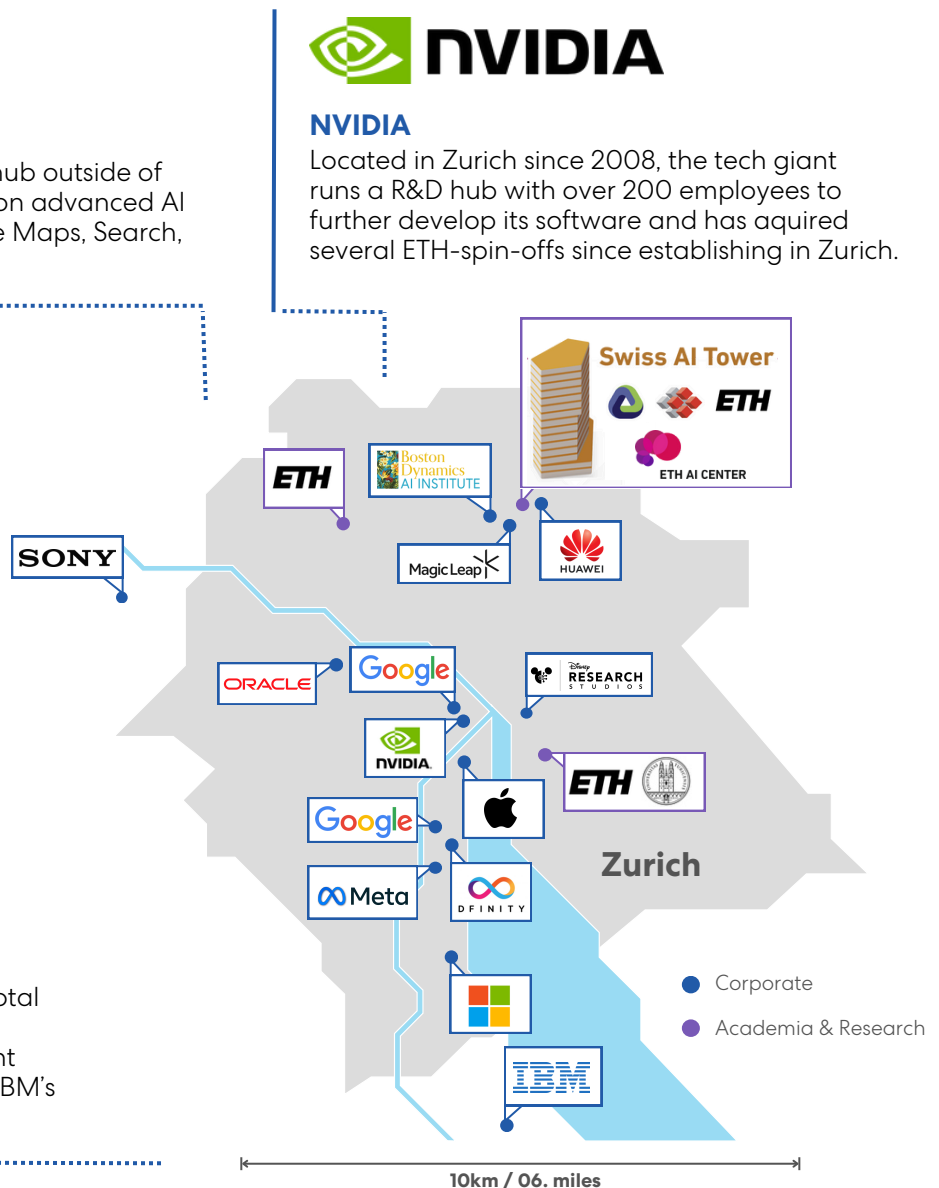 NVIDIA
NVIDIA
Located in Zurich since 2008, the tech giant
runs a R&D hub with over 200 employees to
further develop its software and has aquired
several ETH-spin-offs since establishing in Zurich.
hub outside of
on advanced AI
e Maps, Search,
Swiss AI Tower
ETH
ETH AI CENTER
ETH
Boston
Dynamics
AI INSTITUTE
Magic Leap
HUAWEI
SONY
ORACLE
Google
Disney
RESEARCH
STUDIOS
NVIDIA.
ETH
Google
Zurich
Meta
DFINITY
otal
nt
BM’s
Corporate
Academia & Research
IBM
10km / 06. miles